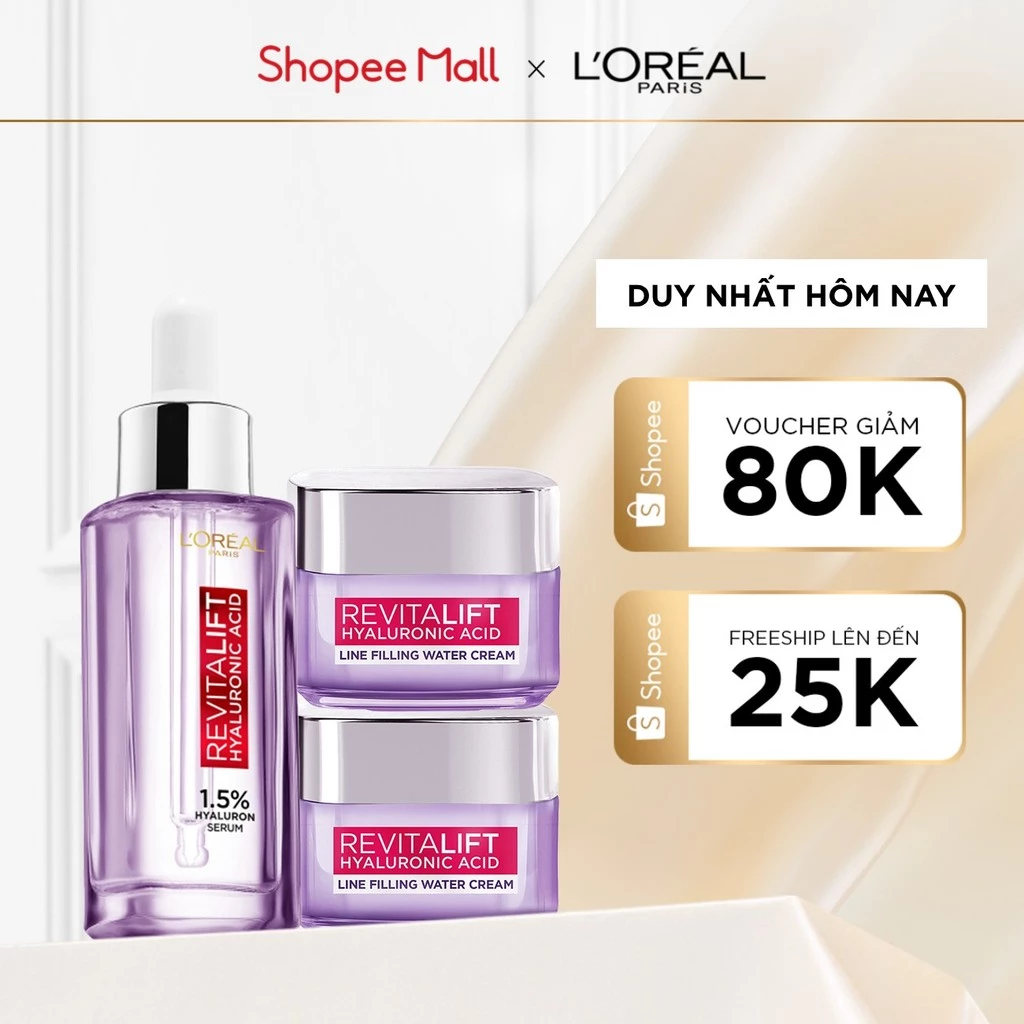 Shopee Mall × L'ORÉAL
PARIS
DUY NHẤT HÔM NAY
Shopee
VOUCHER GIẢM
80K
Shopee
FREESHIP LÊN ĐẾN
25K
L'ORÉAL
PARIS
REVITALIFT
HYALURONIC ACID
1.5%
HYALURON
SERUM
REVITALIFT
HYALURONIC ACID
LINE FILLING WATER CREAM
REVITALIFT
HYALURONIC ACID
LINE FILLING WATER CREAM